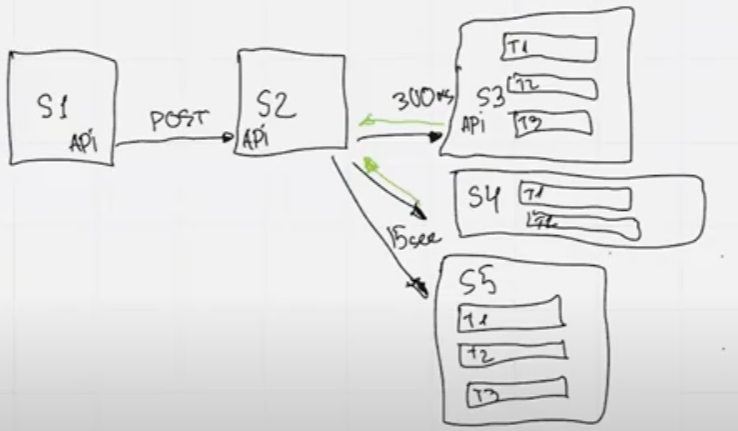 S1
API
POST
S2
API
300ms
S3
API
T1
T2
T3
S4
T1
T2
15sec
S5
T1
T2
T3